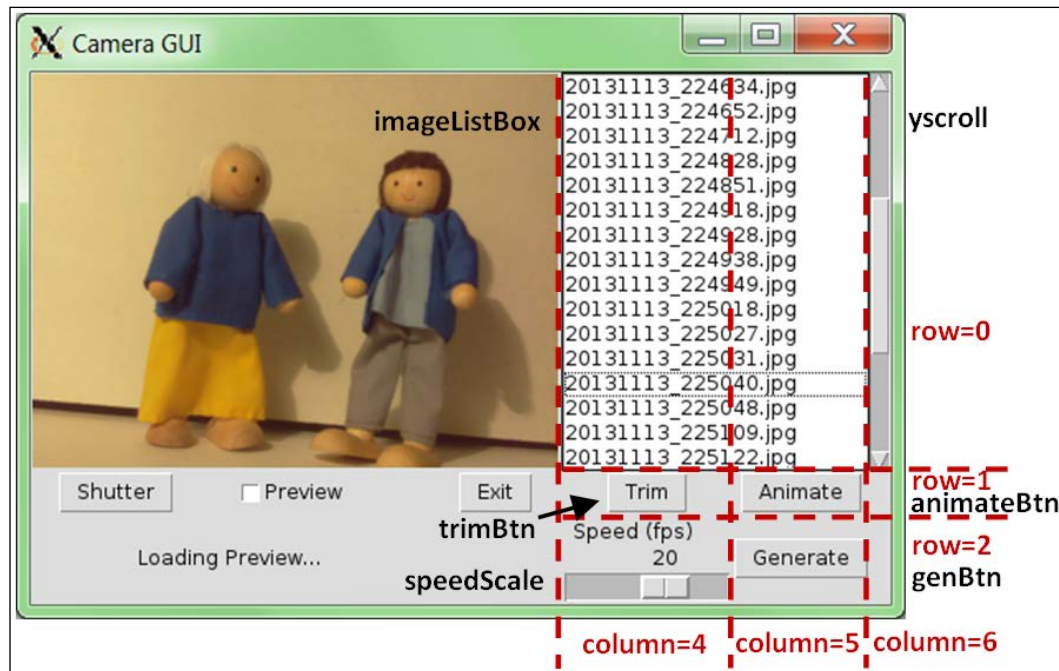 Camera GUI
imageListBox
20131113_224634.jpg
20131113_224652.jpg
20131113_224712.jpg
20131113_224828.jpg
20131113_224851.jpg
20131113_224918.jpg
20131113_224928.jpg
20131113_224938.jpg
20131113_224949.jpg
20131113_225018.jpg
20131113_225027.jpg
20131113_225031.jpg
20131113_225040.jpg
20131113_225048.jpg
20131113_225109.jpg
20131113_225122.jpg
yscroll
row=0
Shutter Preview Exit Trim Animate
row=1
animateBtn
trimBtn
Speed (fps)
20
Loading Preview...
Generate
row=2
genBtn
speedScale
column=4 column=5 column=6